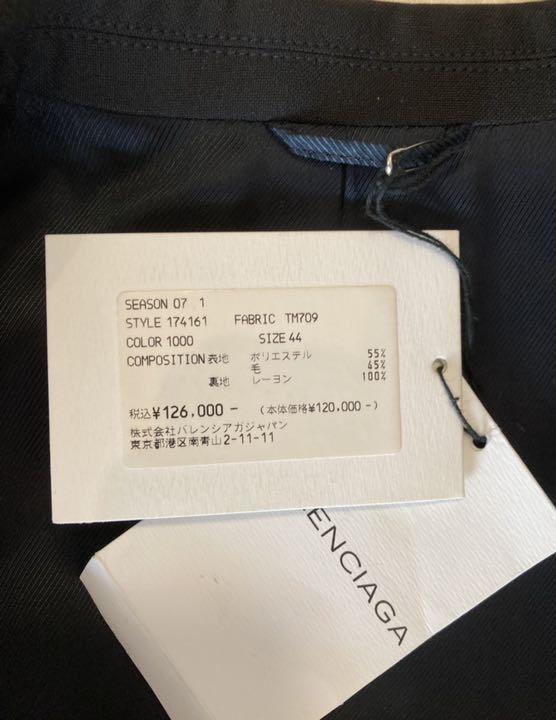 SEASON 07 1
STYLE 174161 FABRIC TM709
COLOR 1000 SIZE 44
COMPOSITION 表地 ポリエステル 55%
毛 45%
裏地 レーヨン 100%
税込¥126,000- (本体価格¥120,000-)
株式会社バレンシアガジャパン
東京都港区南青山2-11-11
ENCIAGA